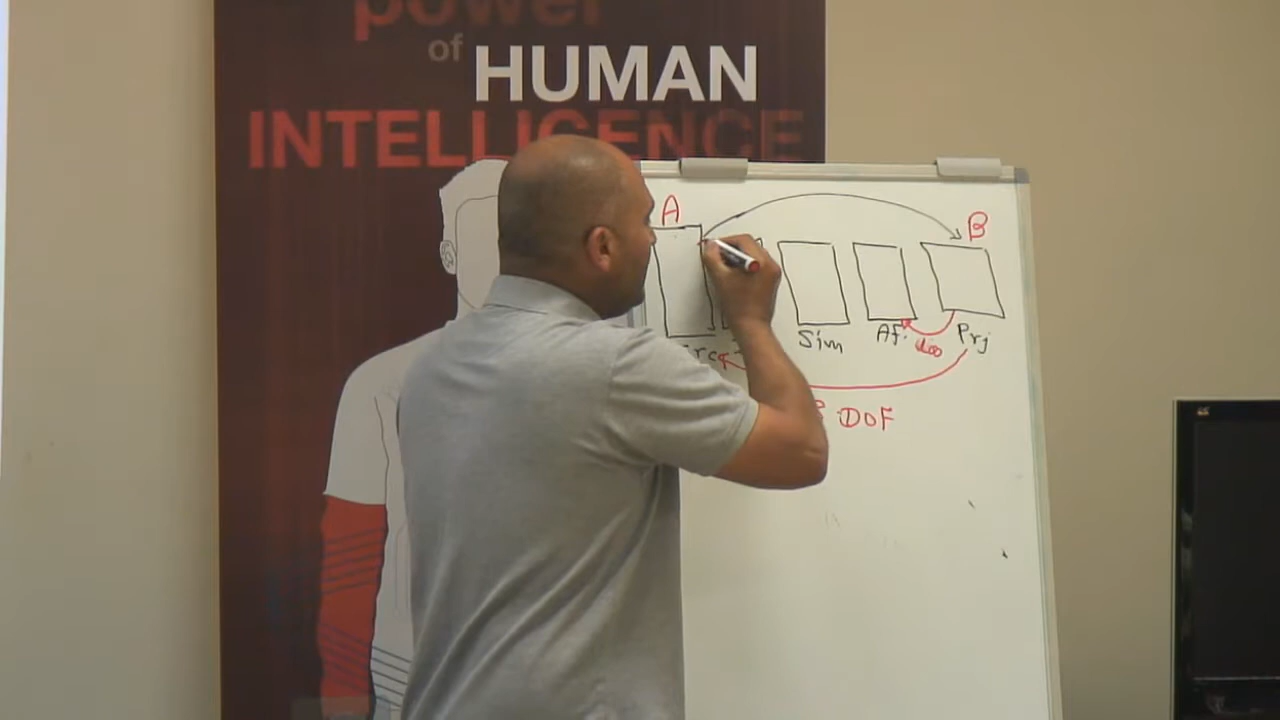 power
of HUMAN
INTELLIGENCE
A
B
Sim
Af.
Prj
DOF